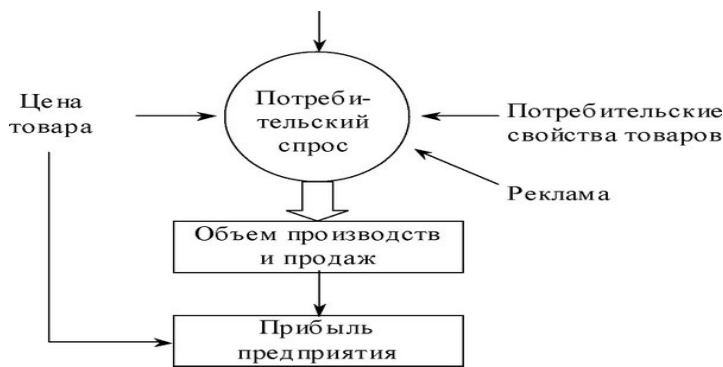 Цена
товара
Потреби-
тельский
спрос
Потребительские
свойства товаров
Реклама
Объем производств
и продаж
Прибыль
предприятия